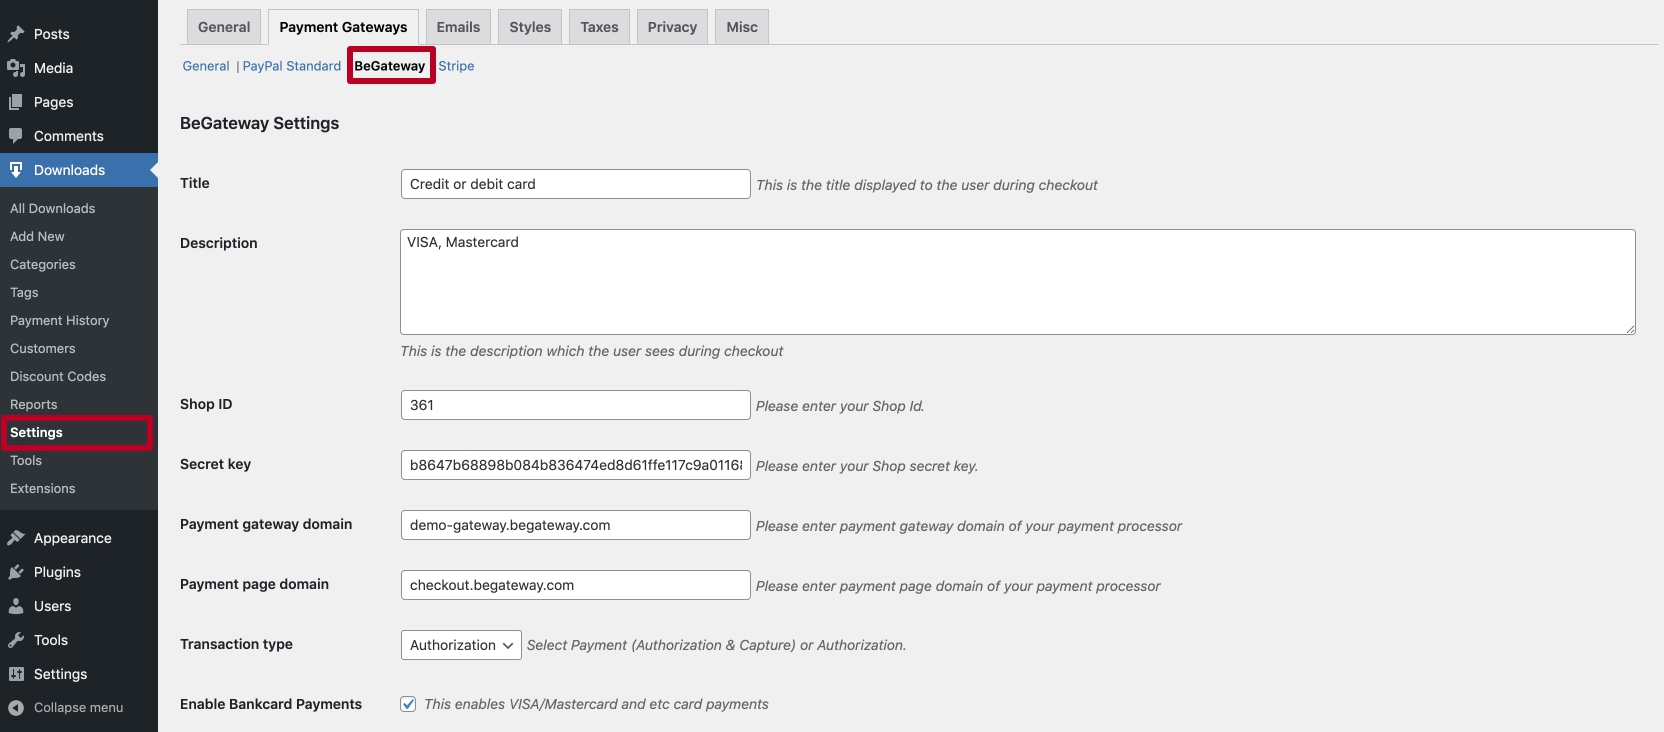 Posts
Media
Pages
Comments
Downloads
All Downloads
Add New
Categories
Tags
Payment History
Customers
Discount Codes
Reports
Settings
Tools
Extensions
Appearance
Plugins
Users
Tools
Settings
Collapse menu
General Payment Gateways Emails Styles Taxes Privacy Misc
General | PayPal Standard BeGateway Stripe
BeGateway Settings
Title Credit or debit card This is the title displayed to the user during checkout
Description VISA, Mastercard
This is the description which the user sees during checkout
Shop ID 361 Please enter your Shop Id.
Secret key b8647b68898b084b836474ed8d61ffe117c9a01168 Please enter your Shop secret key.
Payment gateway domain demo-gateway.begateway.com Please enter payment gateway domain of your payment processor
Payment page domain checkout.begateway.com Please enter payment page domain of your payment processor
Transaction type Authorization Select Payment (Authorization & Capture) or Authorization.
Enable Bankcard Payments This enables VISA/Mastercard and etc card payments